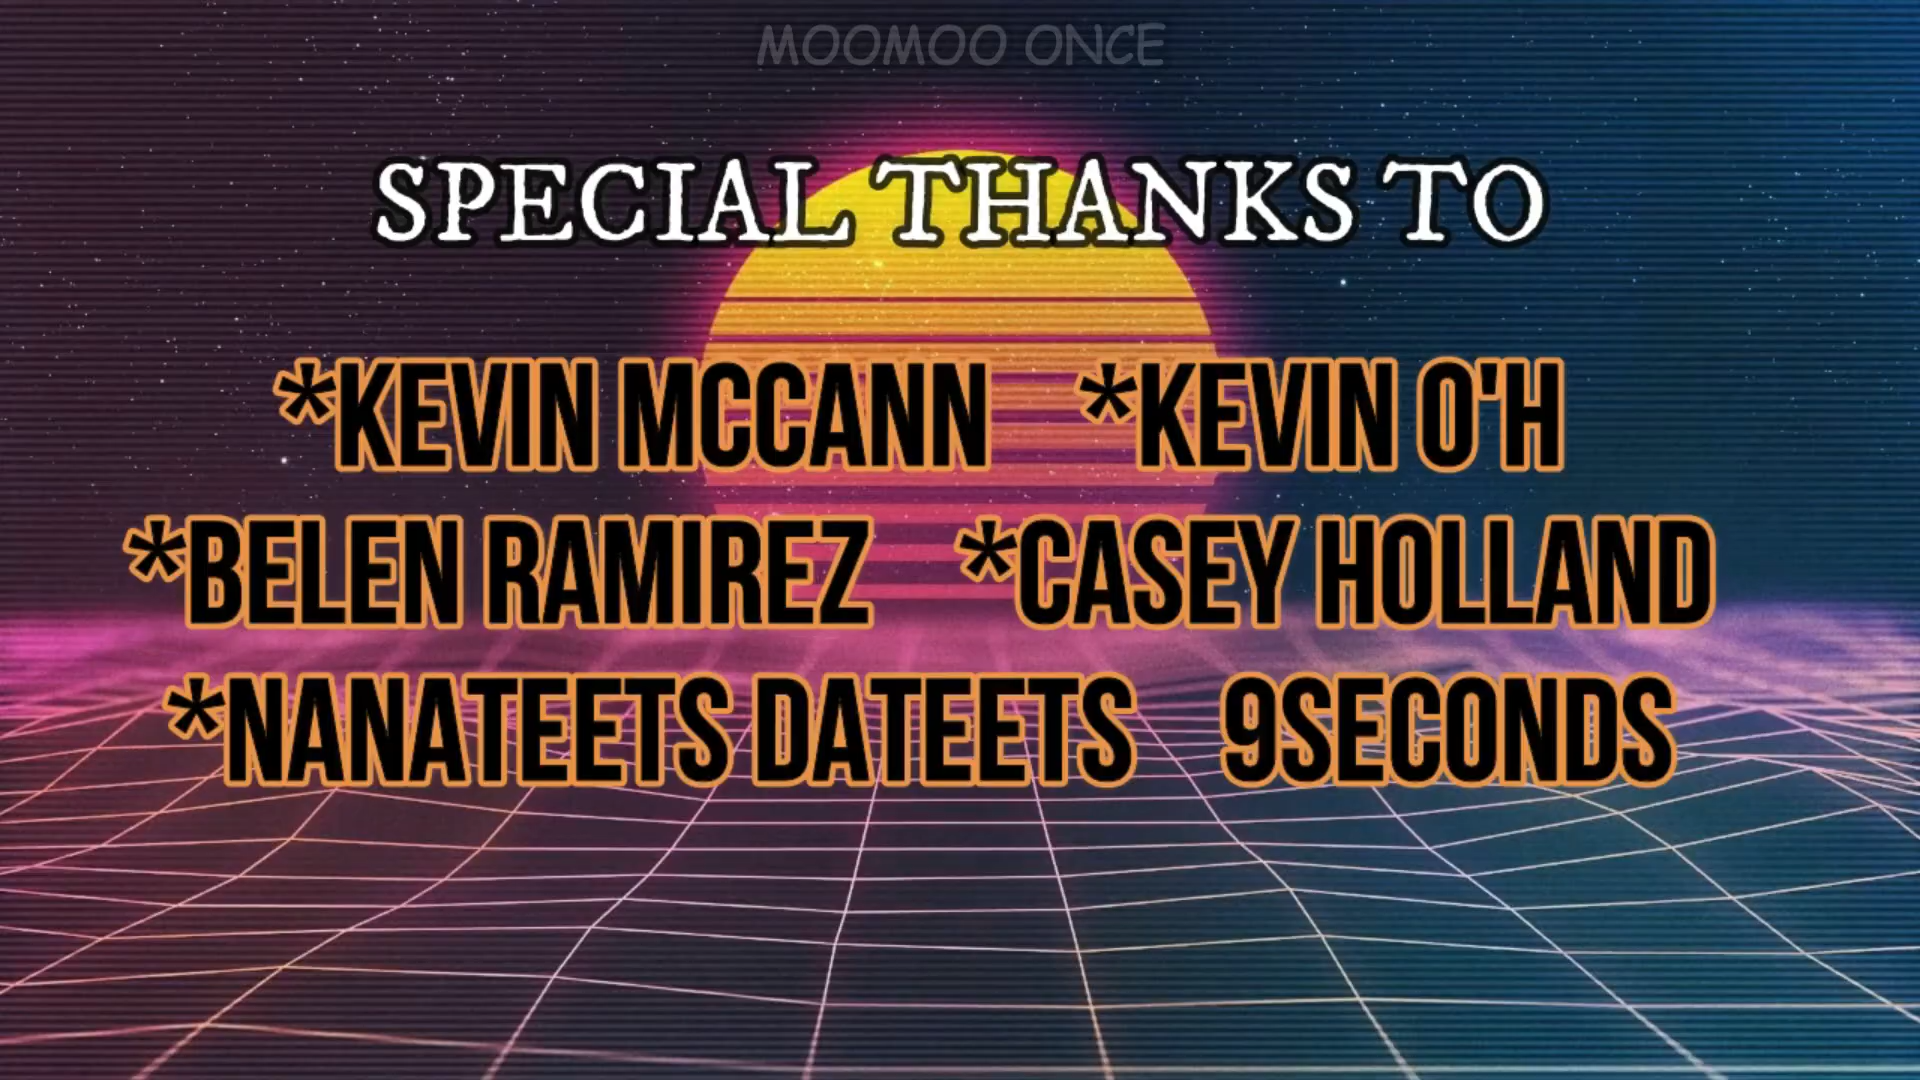 MOOMOO ONCE
SPECIAL THANKS TO
*KEVIN MCCANN *KEVIN O'H
*BELEN RAMIREZ *CASEY HOLLAND
*NANATEETS DATEETS 9SECONDS